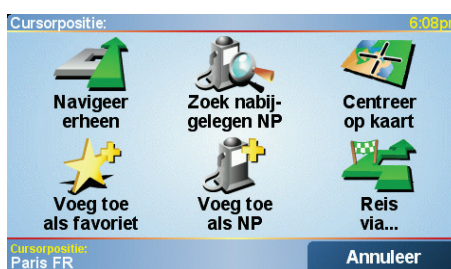 Cursorpositie: 6:08pm
Navigeer erheen
Zoek nabij-gelegen NP
Centreer op kaart
Voeg toe als favoriet
Voeg toe als NP
Reis via...
Cursorpositie:
Paris FR
Annuleer